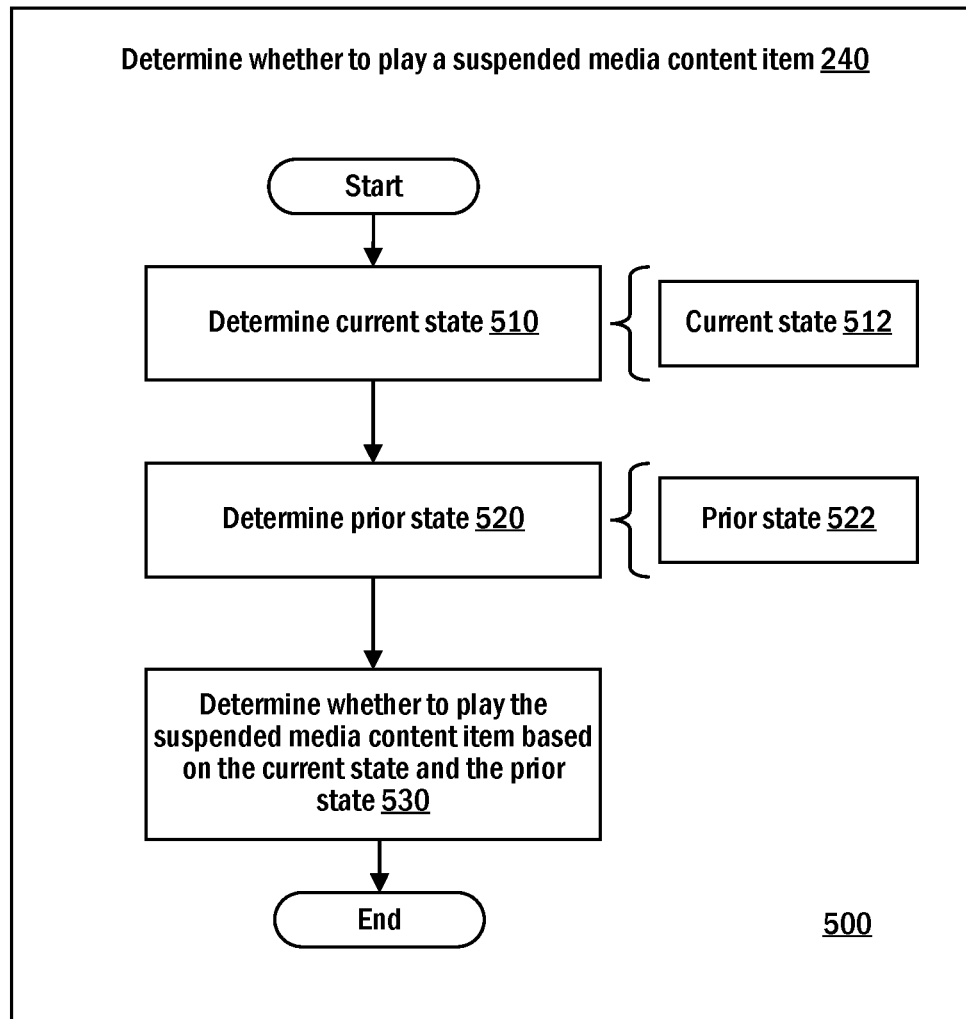 Determine whether to play a suspended media content item 240
Start
Determine current state 510
Current state 512
Determine prior state 520
Prior state 522
Determine whether to play the
suspended media content item based
on the current state and the prior
state 530
End
500